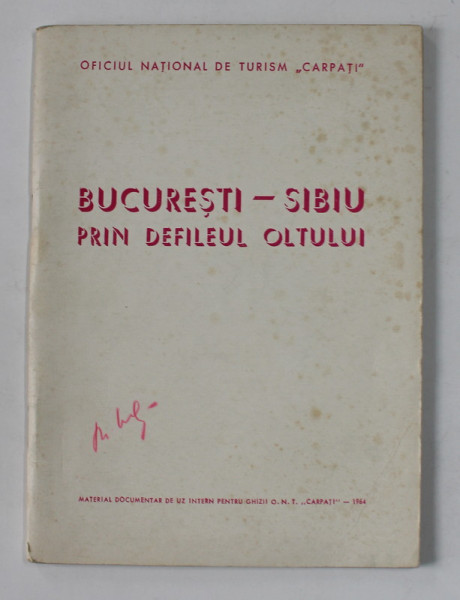 OFICIUL NAȚIONAL DE TURISM „CARPAȚI"
BUCUREȘTI – SIBIU
PRIN DEFILEUL OLTULUI
MATERIAL DOCUMENTAR DE UZ INTERN PENTRU GHIZII O. N. T. „CARPAȚI" – 1964